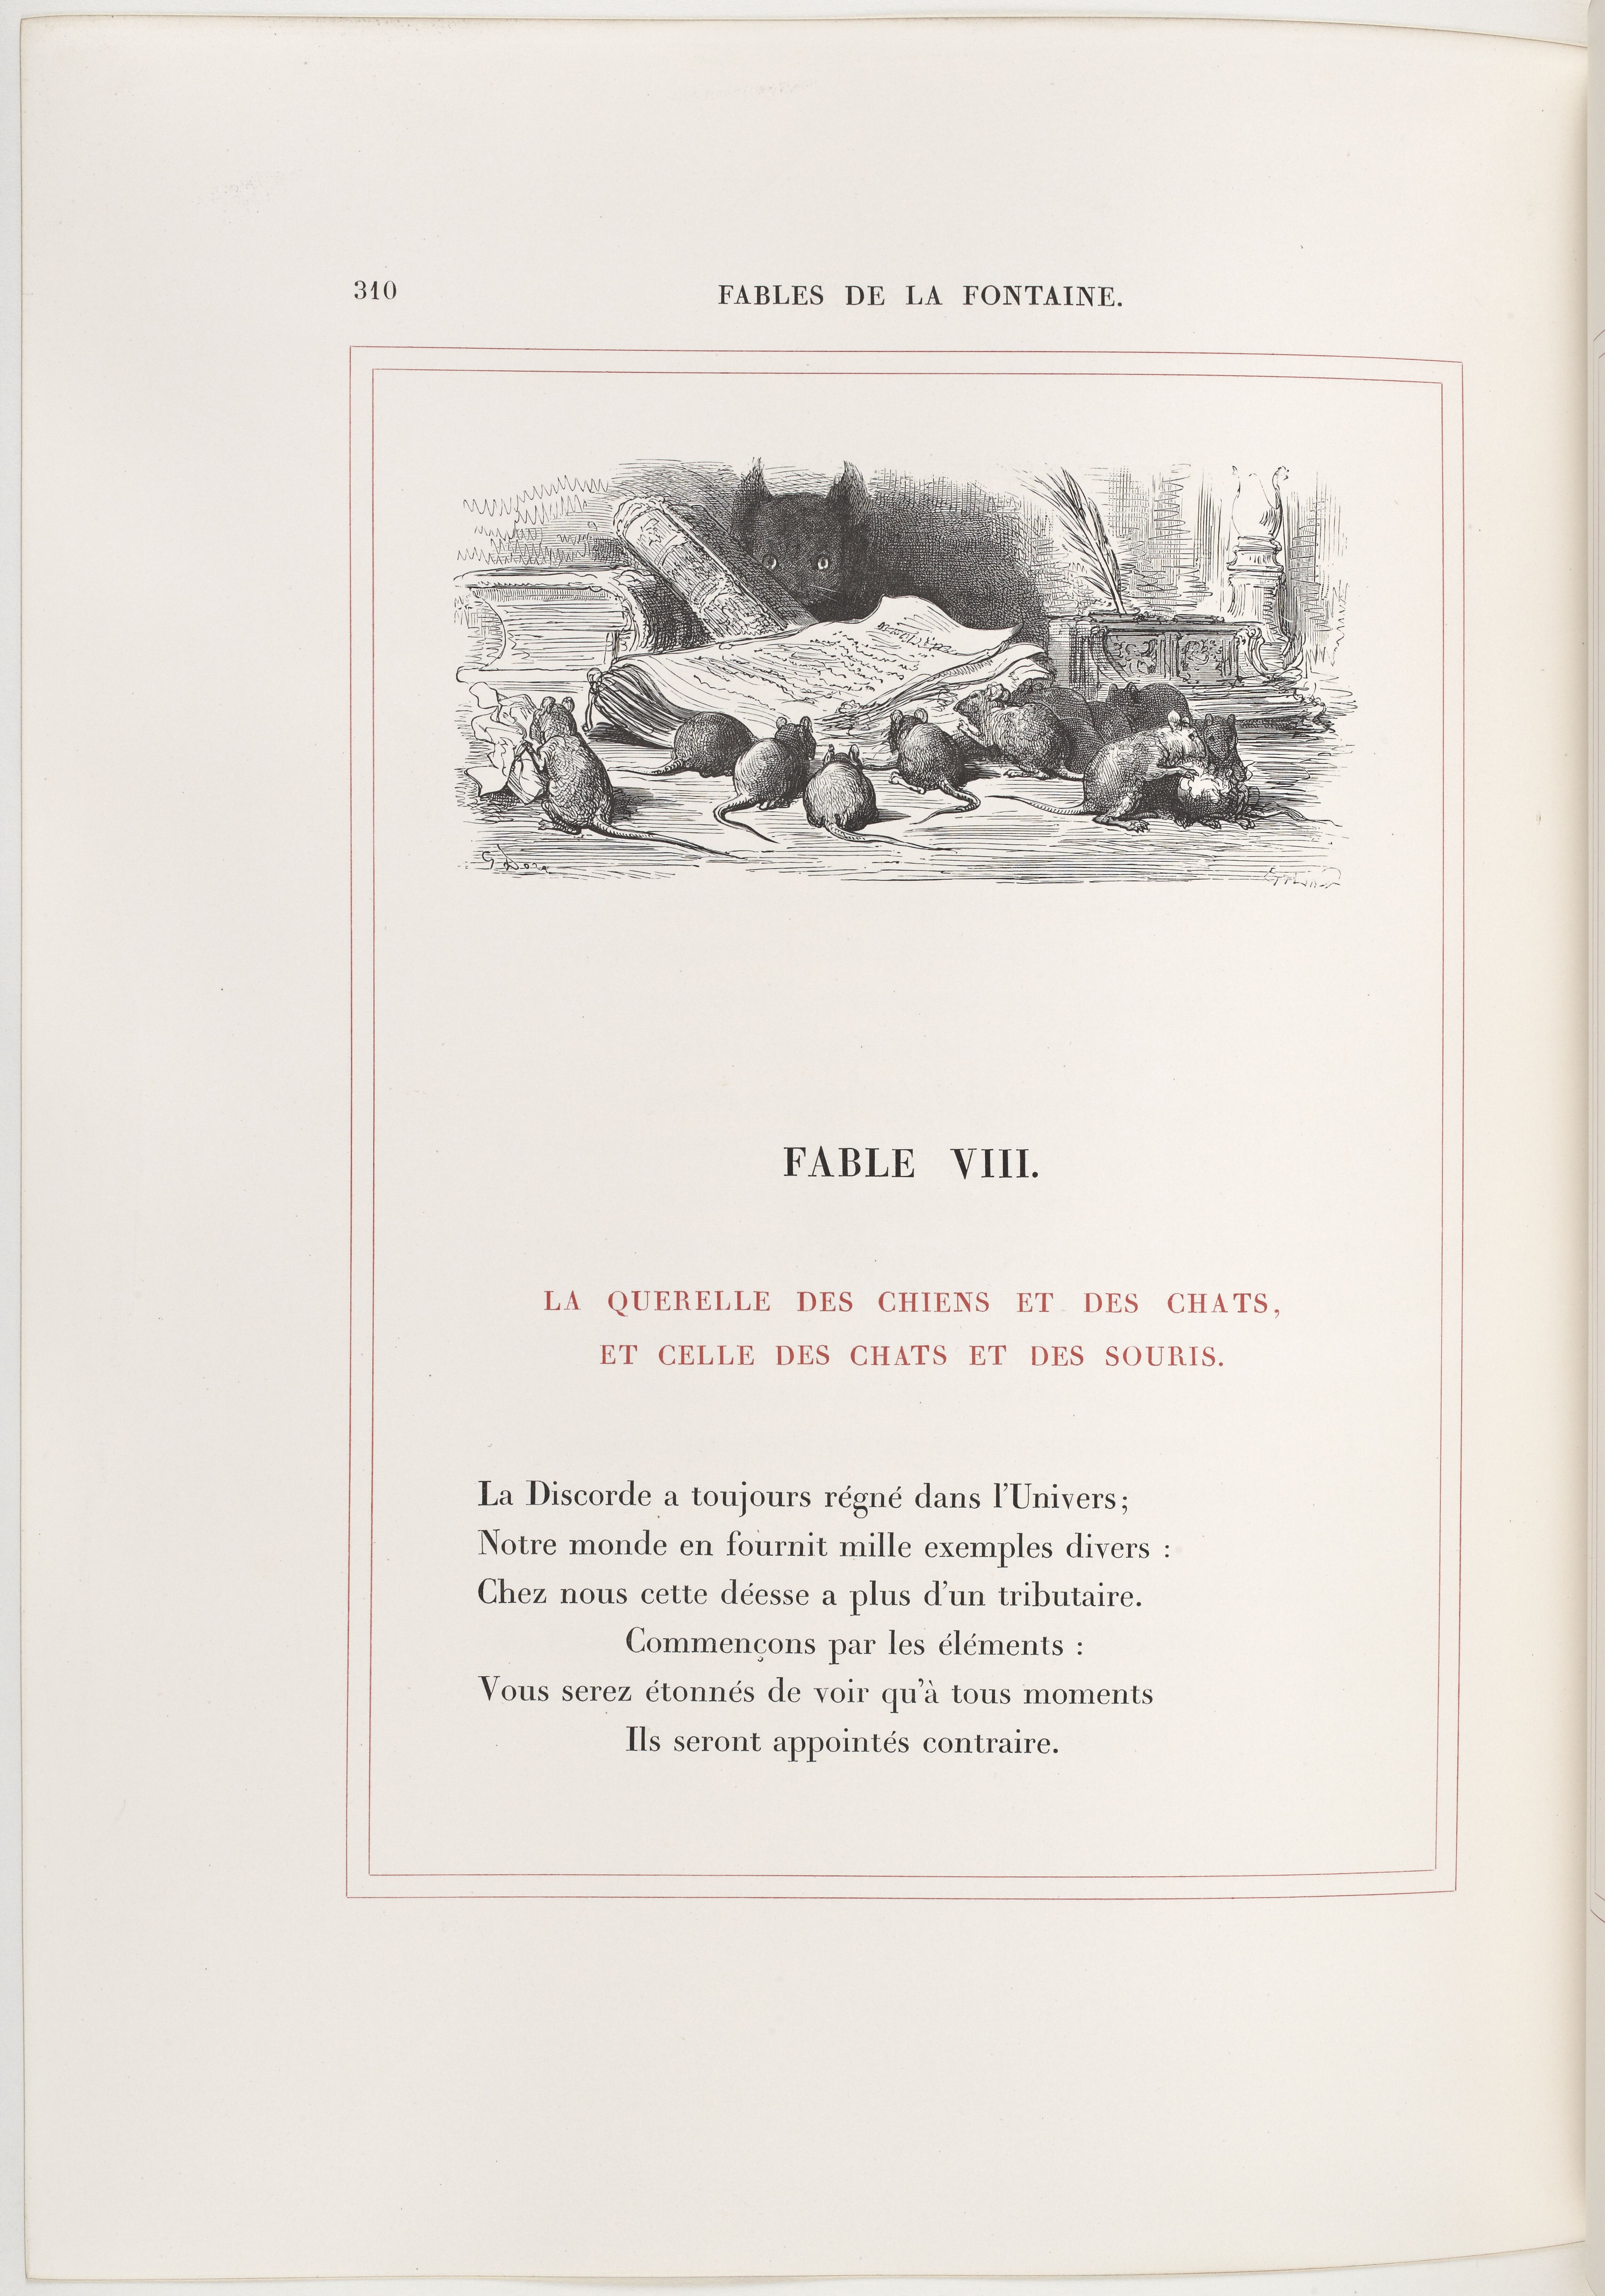 310
FABLES DE LA FONTAINE.
G. Doré
FABLE VIII.
LA QUERELLE DES CHIENS ET DES CHATS,
ET CELLE DES CHATS ET DES SOURIS.
La Discorde a toujours régné dans l'Univers;
Notre monde en fournit mille exemples divers :
Chez nous cette déesse a plus d'un tributaire.
Commençons par les éléments :
Vous serez étonnés de voir qu'à tous moments
Ils seront appointés contraire.